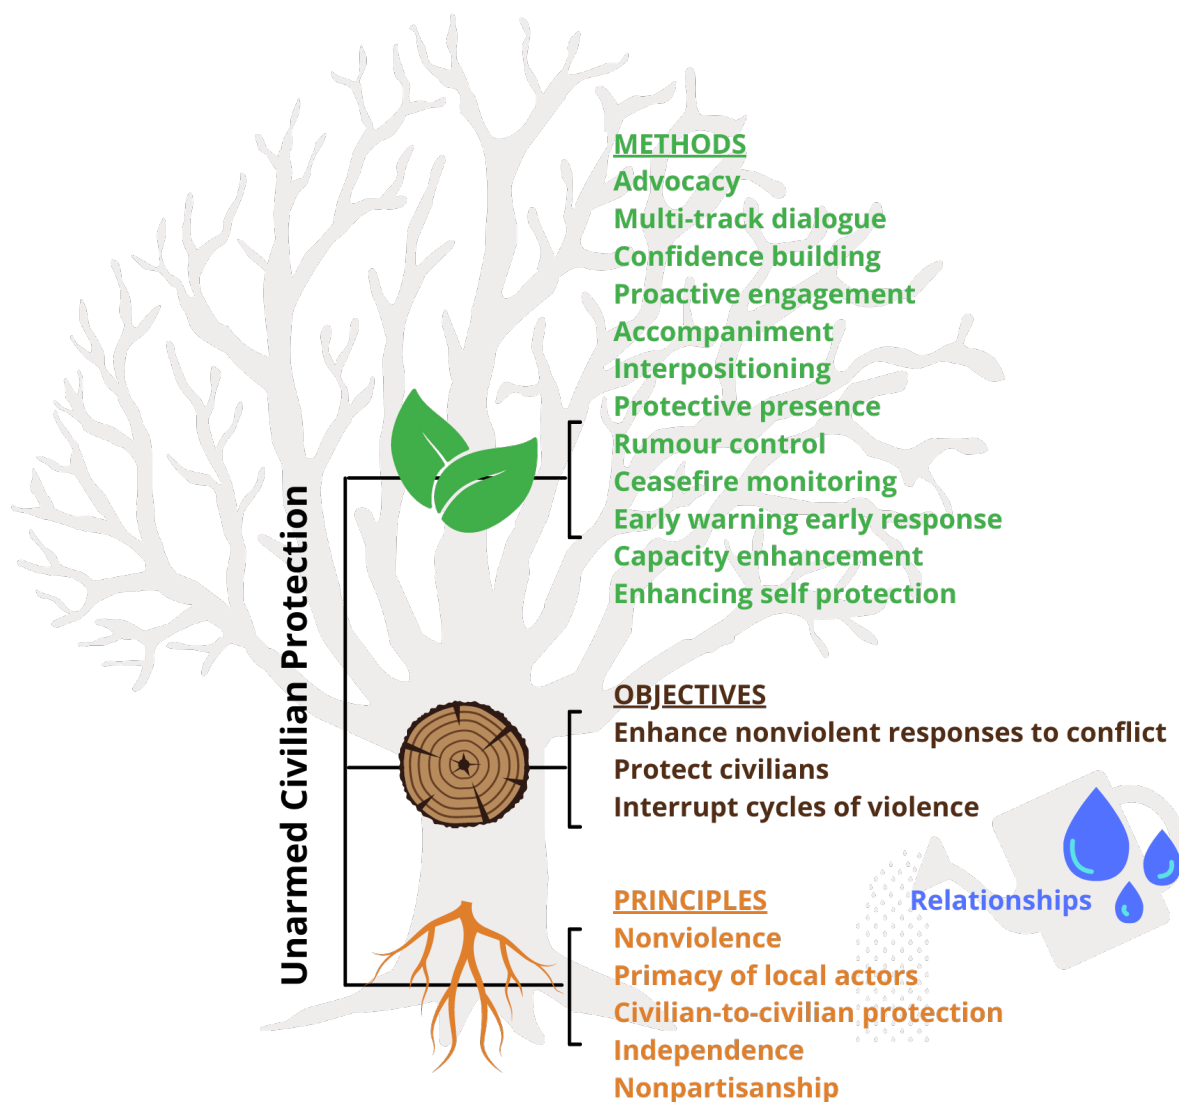 Unarmed Civilian Protection
METHODS
Advocacy
Multi-track dialogue
Confidence building
Proactive engagement
Accompaniment
Interpositioning
Protective presence
Rumour control
Ceasefire monitoring
Early warning early response
Capacity enhancement
Enhancing self protection
OBJECTIVES
Enhance nonviolent responses to conflict
Protect civilians
Interrupt cycles of violence
PRINCIPLES
Nonviolence
Primacy of local actors
Civilian-to-civilian protection
Independence
Nonpartisanship
Relationships